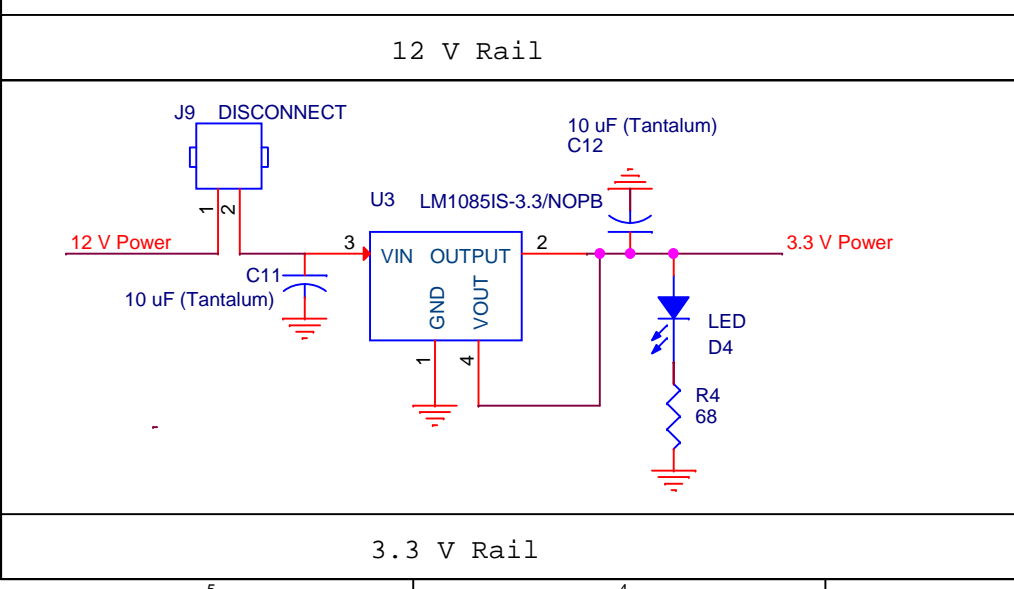 12 V Rail
J9 DISCONNECT
10 uF (Tantalum)
C12
U3 LM1085IS-3.3/NOPB
1
2
12 V Power
3
VIN OUTPUT
2
3.3 V Power
C11
10 uF (Tantalum)
GND
VOUT
LED
D4
1
4
R4
68
3.3 V Rail